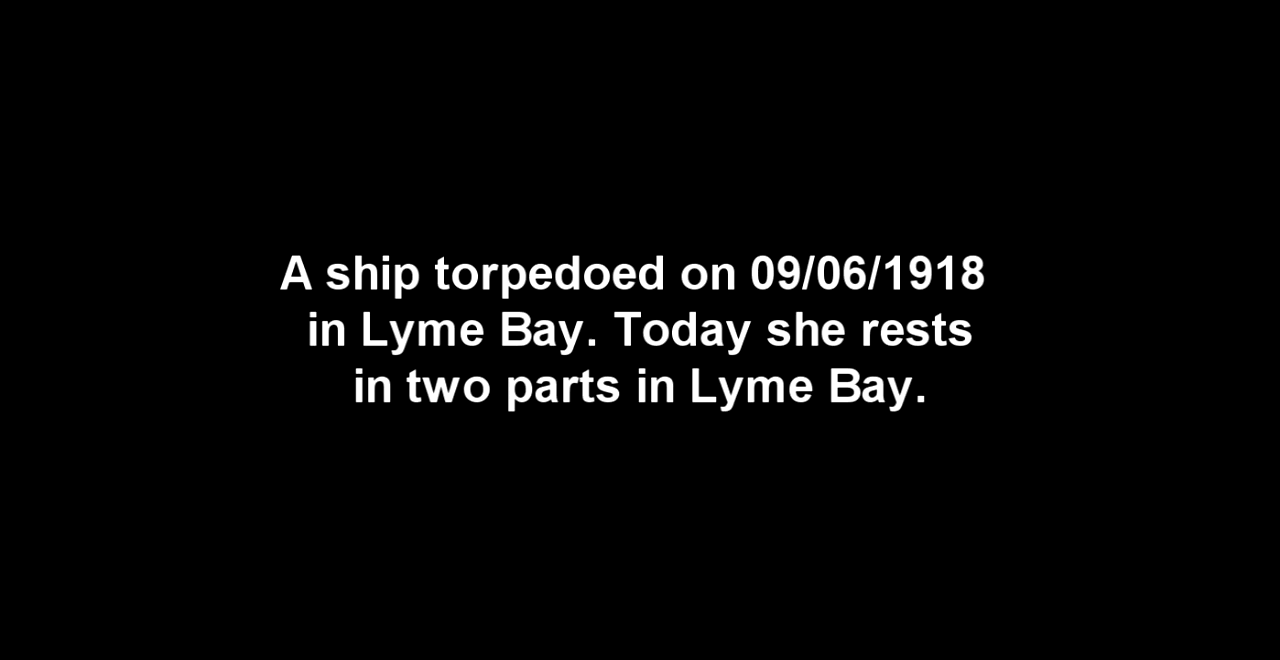 A ship torpedoed on 09/06/1918
in Lyme Bay. Today she rests
in two parts in Lyme Bay.